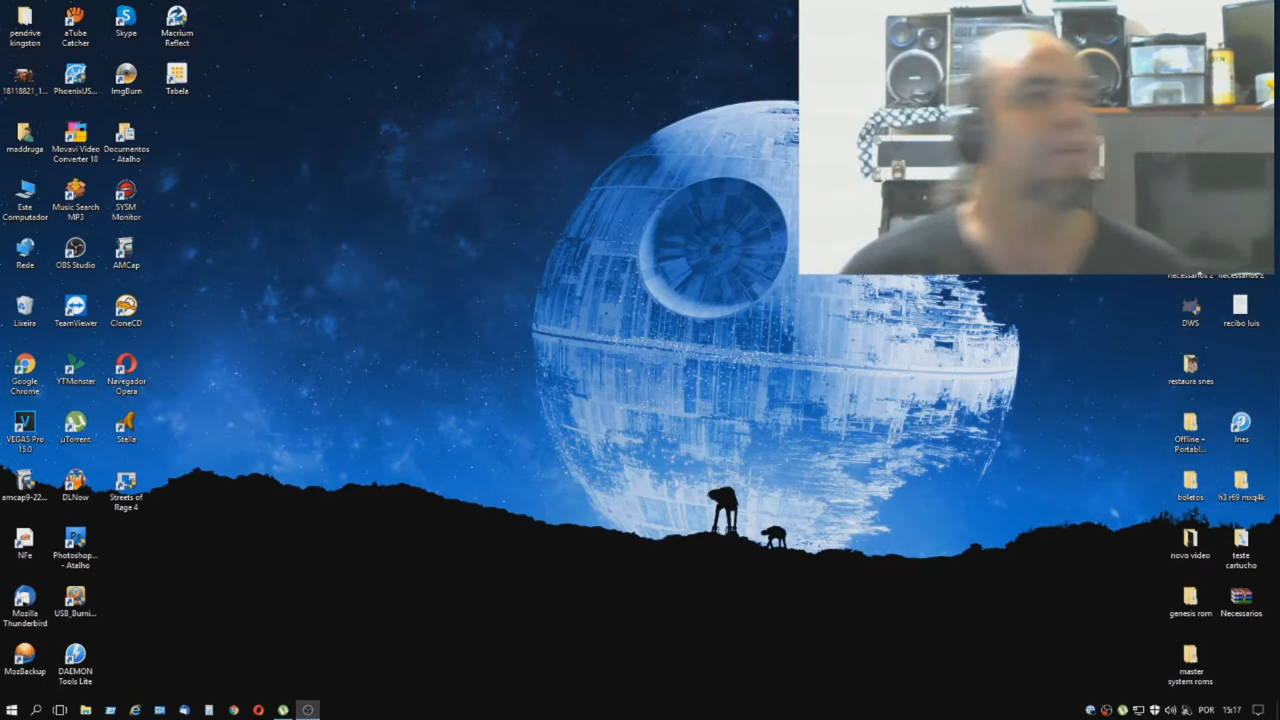 pendrive
kingston
aTube
Catcher
Skype
Macrium
Reflect
18118821_1...
PhoenixUS...
ImgBurn
Tabela
maddruga
Movavi Video
Converter 18
Documentos
- Atalho
Este
Computador
Music Search
MP3
SYSM
Monitor
Rede
OBS Studio
AMCap
Lixeira
TeamViewer
CloneCD
Google
Chrome
YTMonster
Navegador
Opera
VEGAS Pro
15.0
µTorrent
Stella
amcap9-22...
DLNow
Streets of
Rage 4
NFe
Photoshop...
- Atalho
Mozilla
Thunderbird
USB_Burni...
MozBackup
DAEMON
Tools Lite
DWS
recibo luis
restaura snes
Offline -
Portabl...
Jnes
boletos
h3 r69 mxq4k
novo video
teste
cartucho
genesis rom
Necessarios
master
system roms
POR
15:17